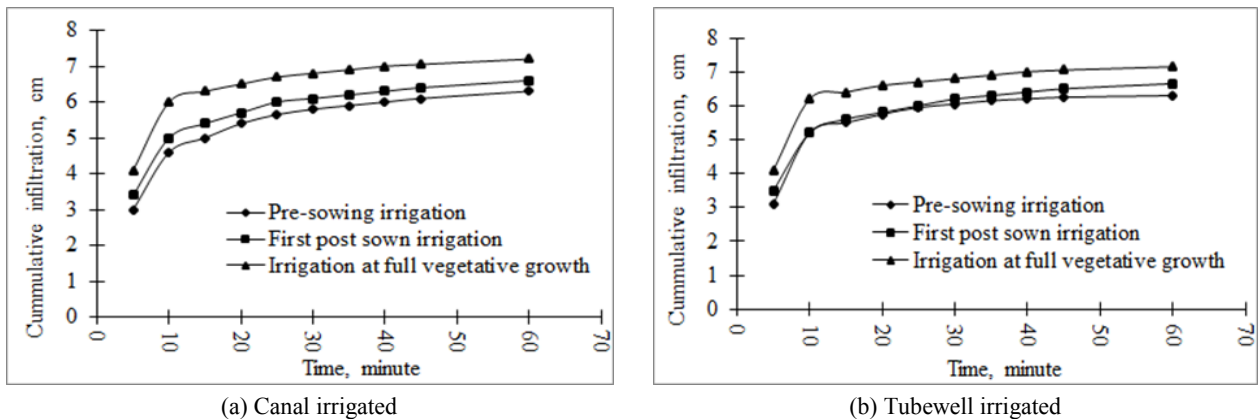 Cummulative infiltration, cm
8
7
6
5
4
3
2
1
0
Pre-sowing irrigation
First post sown irrigation
Irrigation at full vegetative growth
0 10 20 30 40 50 60 70
Time, minute
(a) Canal irrigated
Cummulative infiltration, cm
8
7
6
5
4
3
2
1
0
Pre-sowing irrigation
First post sown irrigation
Irrigation at full vegetative growth
0 10 20 30 40 50 60 70
Time, minute
(b) Tubewell irrigated